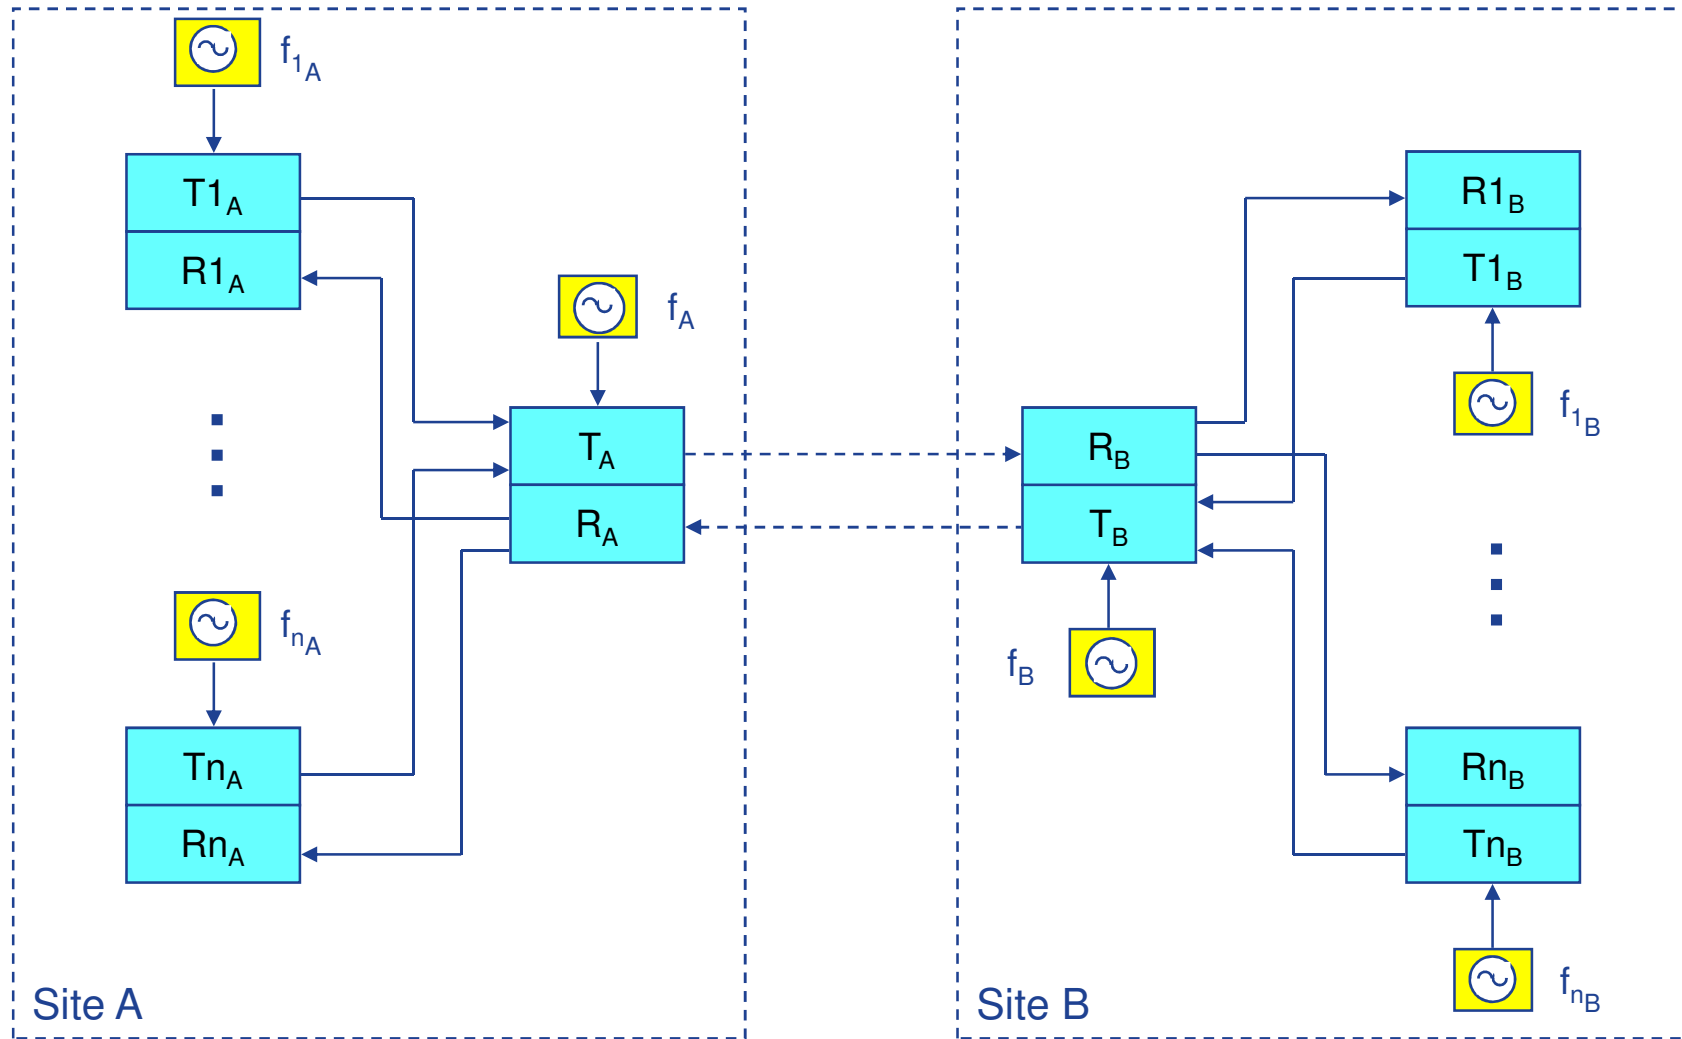 f1A
T1A
R1A
fA
TA
RA
fnA
TnA
RnA
Site A
R1B
T1B
f1B
RB
TB
fB
RnB
TnB
fnB
Site B